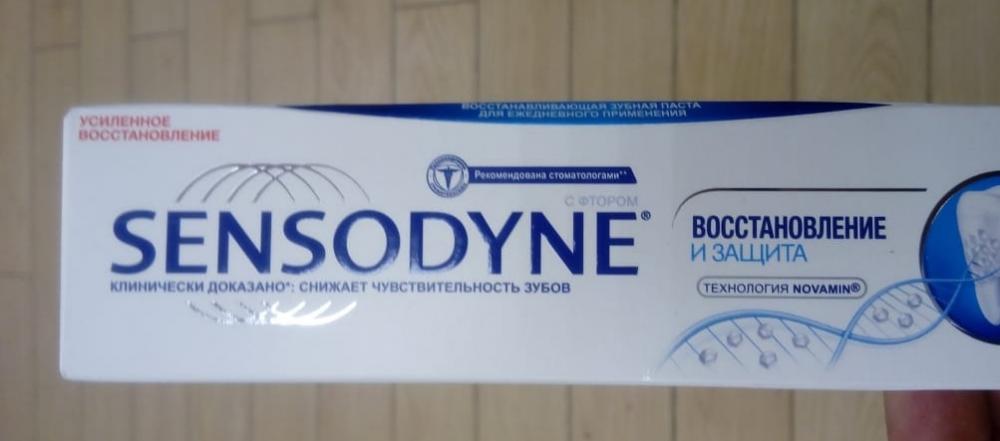 ВОССТАНАВЛИВАЮЩАЯ ЗУБНАЯ ПАСТА
ДЛЯ ЕЖЕДНЕВНОГО ПРИМЕНЕНИЯ
УСИЛЕННОЕ
ВОССТАНОВЛЕНИЕ
Рекомендована стоматологами**
С ФТОРОМ
SENSODYNE®
КЛИНИЧЕСКИ ДОКАЗАНО*: СНИЖАЕТ ЧУВСТВИТЕЛЬНОСТЬ ЗУБОВ
ВОССТАНОВЛЕНИЕ
И ЗАЩИТА
ТЕХНОЛОГИЯ NOVAMIN®